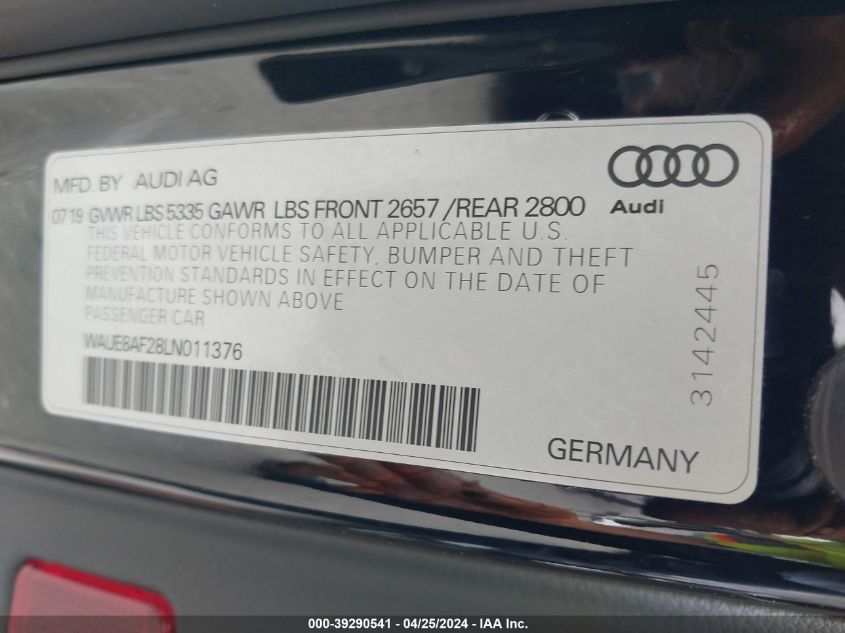 MFD. BY AUDI AG
07 19 GVWR LBS 5335 GAWR LBS FRONT 2657 /REAR 2800
THIS VEHICLE CONFORMS TO ALL APPLICABLE U.S.
FEDERAL MOTOR VEHICLE SAFETY, BUMPER AND THEFT
PREVENTION STANDARDS IN EFFECT ON THE DATE OF
MANUFACTURE SHOWN ABOVE
PASSENGER CAR
WAUE8AF28LN011376
Audi
3142445
GERMANY
000-39290541 - 04/25/2024 - IAA Inc.